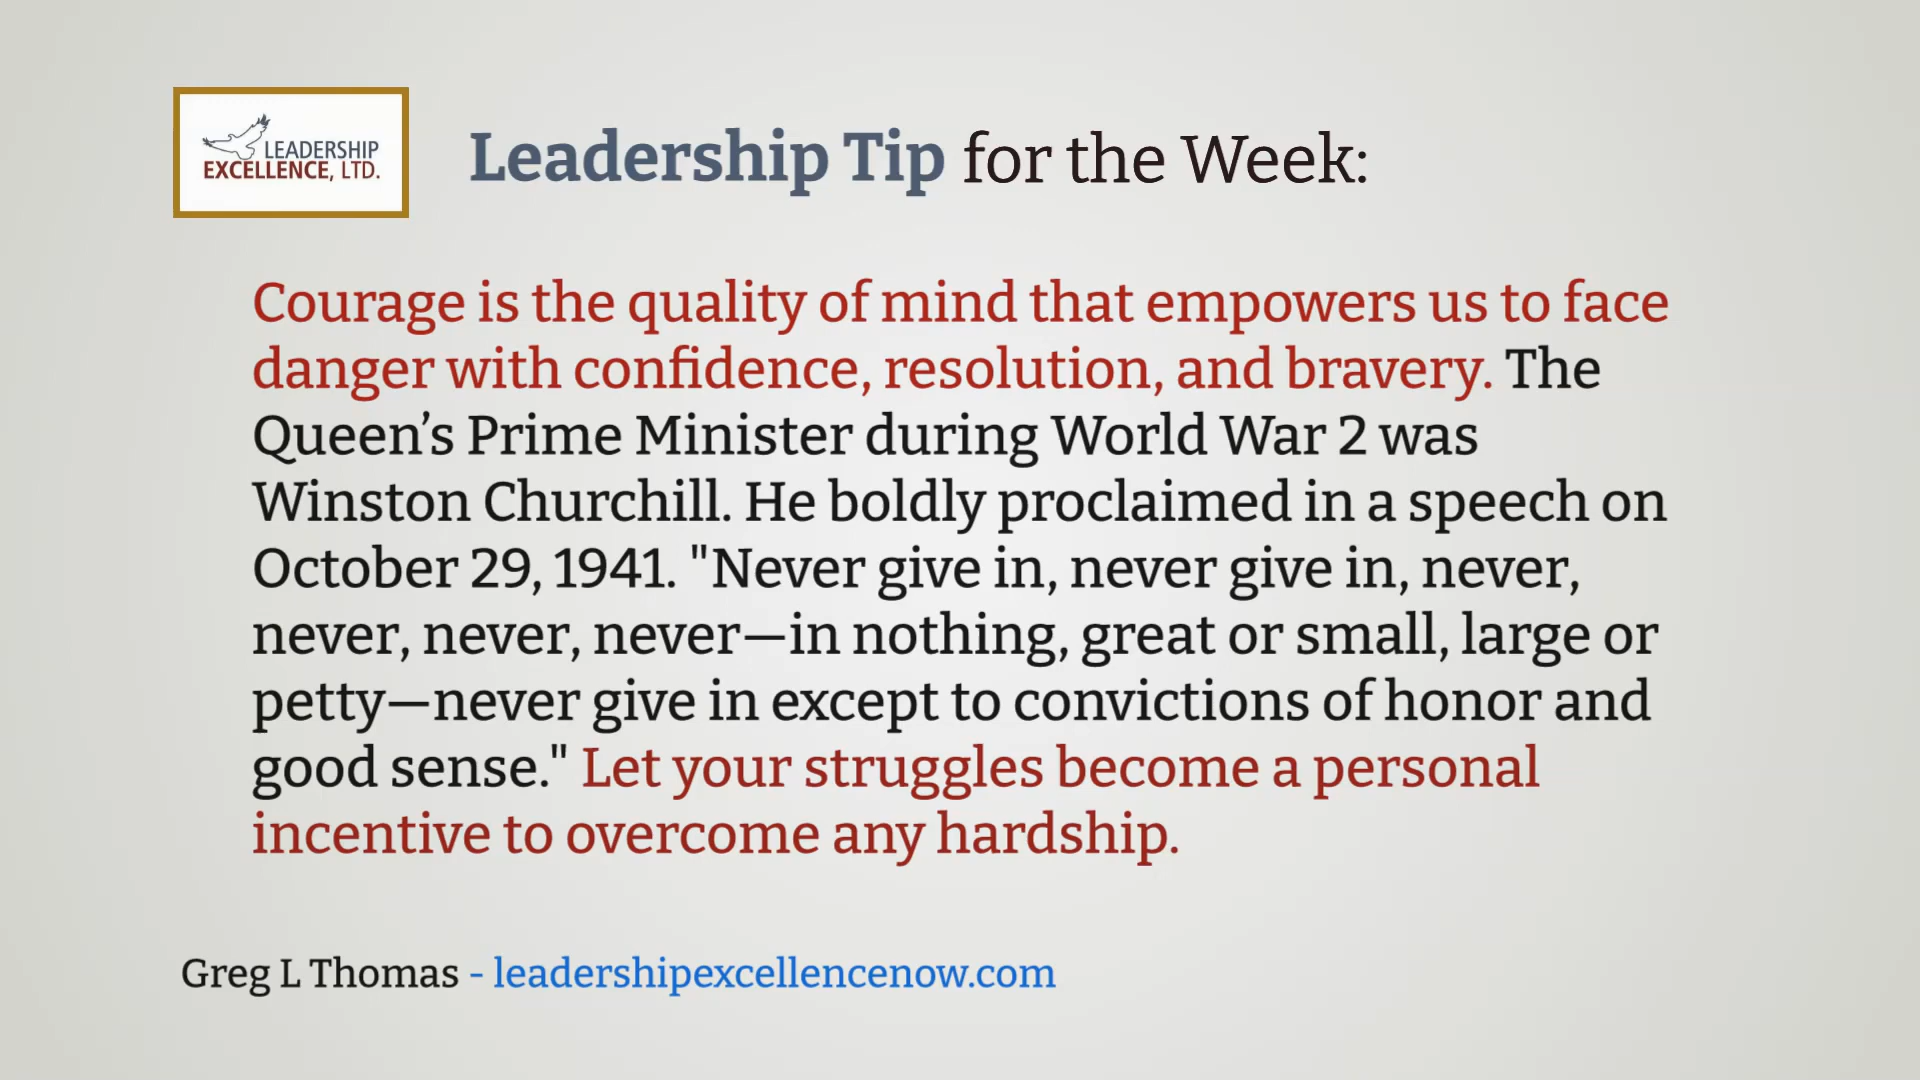 LEADERSHIP
EXCELLENCE, LTD.
Leadership Tip for the Week:
Courage is the quality of mind that empowers us to face
danger with confidence, resolution, and bravery. The
Queen’s Prime Minister during World War 2 was
Winston Churchill. He boldly proclaimed in a speech on
October 29, 1941. "Never give in, never give in, never,
never, never, never—in nothing, great or small, large or
petty—never give in except to convictions of honor and
good sense." Let your struggles become a personal
incentive to overcome any hardship.
Greg L Thomas - leadershipexcellencenow.com